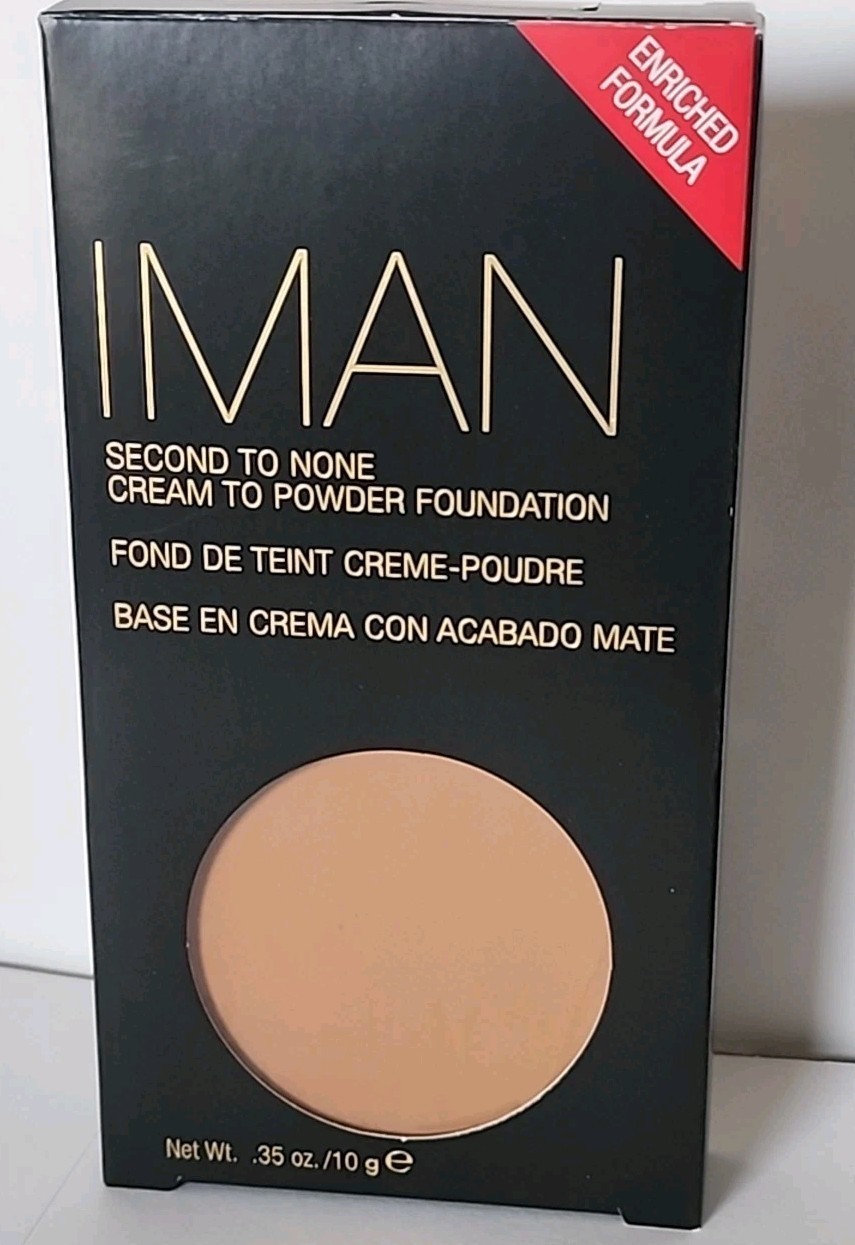 ENRICHED
FORMULA
IMAN
SECOND TO NONE
CREAM TO POWDER FOUNDATION
FOND DE TEINT CREME-POUDRE
BASE EN CREMA CON ACABADO MATE
Net Wt. .35 oz./10 g ℮